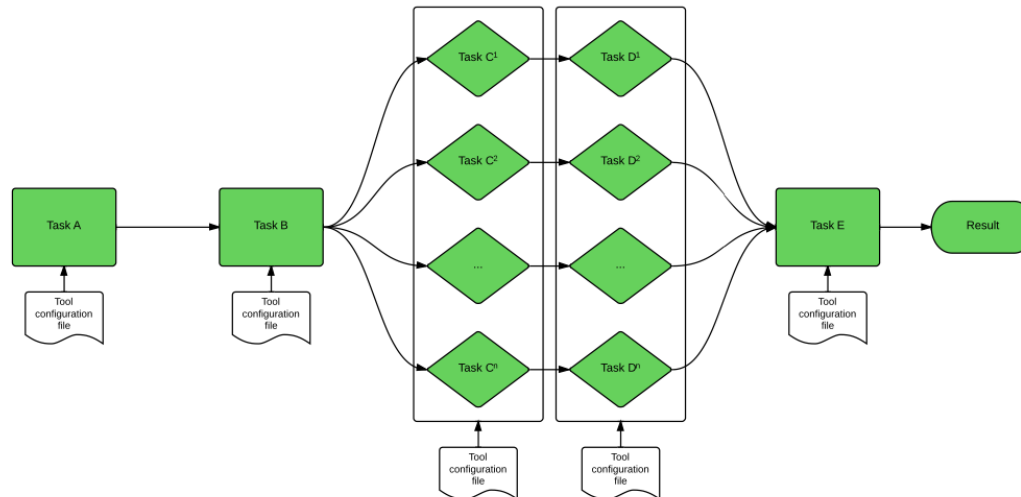 Task C¹
Task D¹
Task C²
Task D²
Task A
Task B
Task E
Result
...
...
Tool
configuration
file
Tool
configuration
file
Tool
configuration
file
Task Cⁿ
Task Dⁿ
Tool
configuration
file
Tool
configuration
file